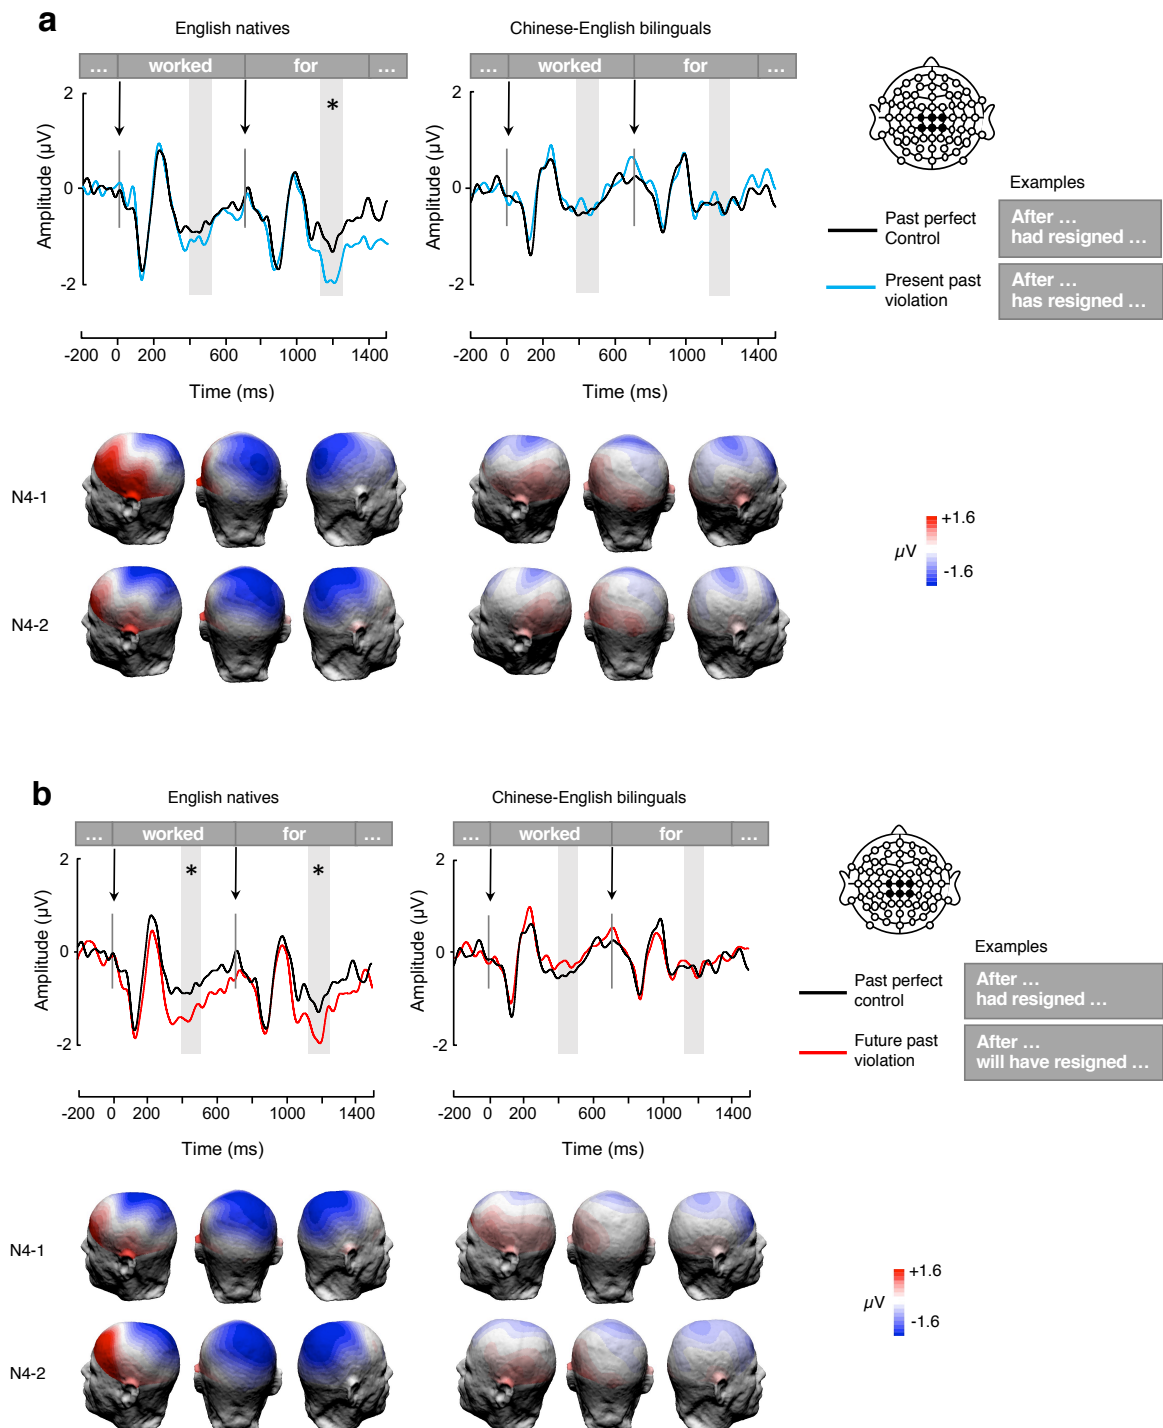 a
English natives
Chinese-English bilinguals
... worked for ...
... worked for ...
2
0
-2
Amplitude (µV)
*
2
0
-2
Amplitude (µV)
-200 0 200 600 1000 1400
Time (ms)
-200 0 200 600 1000 1400
Time (ms)
Examples
Past perfect
Control
After ...
had resigned ...
Present past
violation
After ...
has resigned ...
N4-1
N4-2
µV
+1.6
-1.6
b
English natives
Chinese-English bilinguals
... worked for ...
... worked for ...
2
0
-2
Amplitude (µV)
* *
2
0
-2
Amplitude (µV)
-200 0 200 600 1000 1400
Time (ms)
-200 0 200 600 1000 1400
Time (ms)
Examples
Past perfect
control
After ...
had resigned ...
Future past
violation
After ...
will have resigned ...
N4-1
N4-2
µV
+1.6
-1.6